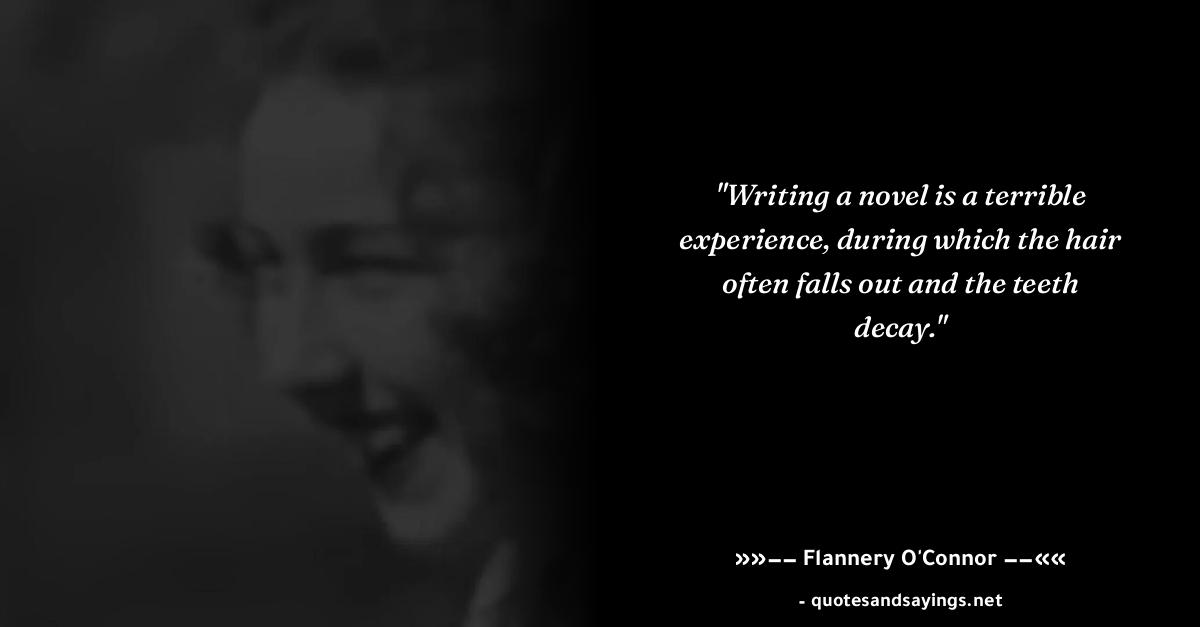 "Writing a novel is a terrible
experience, during which the hair
often falls out and the teeth
decay."
»»−− Flannery O'Connor −−««
- quotesandsayings.net